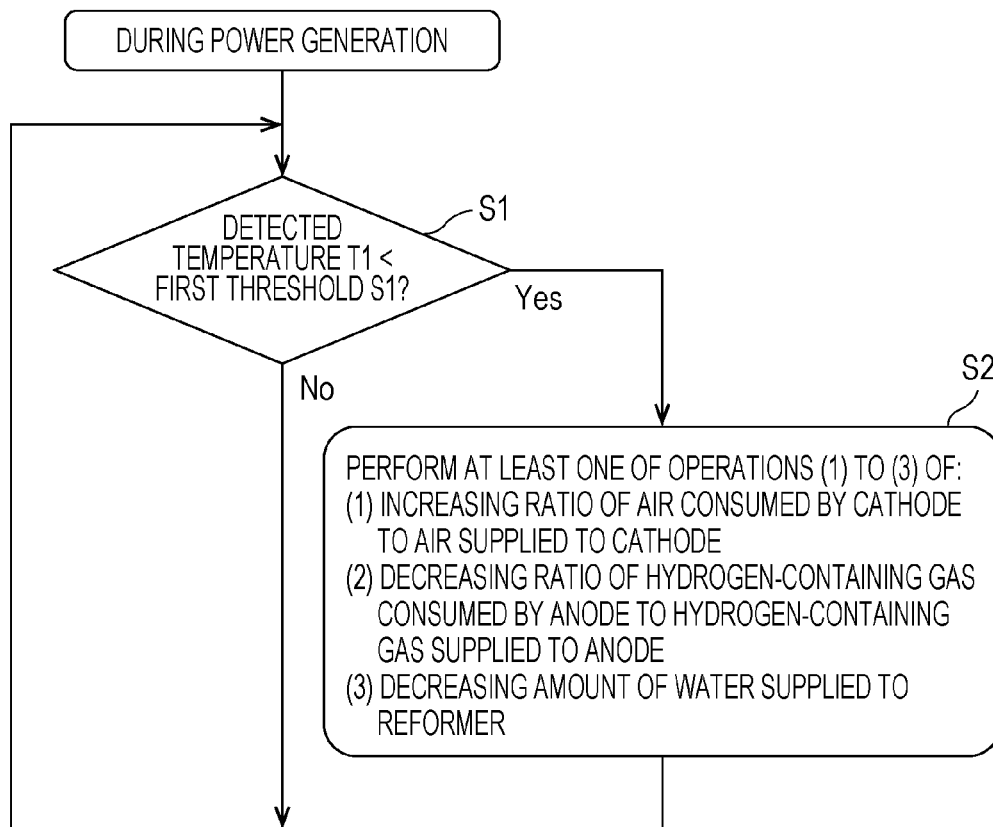 DURING POWER GENERATION
S1
DETECTED
TEMPERATURE T1 <
FIRST THRESHOLD S1?
Yes
No
S2
PERFORM AT LEAST ONE OF OPERATIONS (1) TO (3) OF:
(1) INCREASING RATIO OF AIR CONSUMED BY CATHODE
TO AIR SUPPLIED TO CATHODE
(2) DECREASING RATIO OF HYDROGEN-CONTAINING GAS
CONSUMED BY ANODE TO HYDROGEN-CONTAINING
GAS SUPPLIED TO ANODE
(3) DECREASING AMOUNT OF WATER SUPPLIED TO
REFORMER